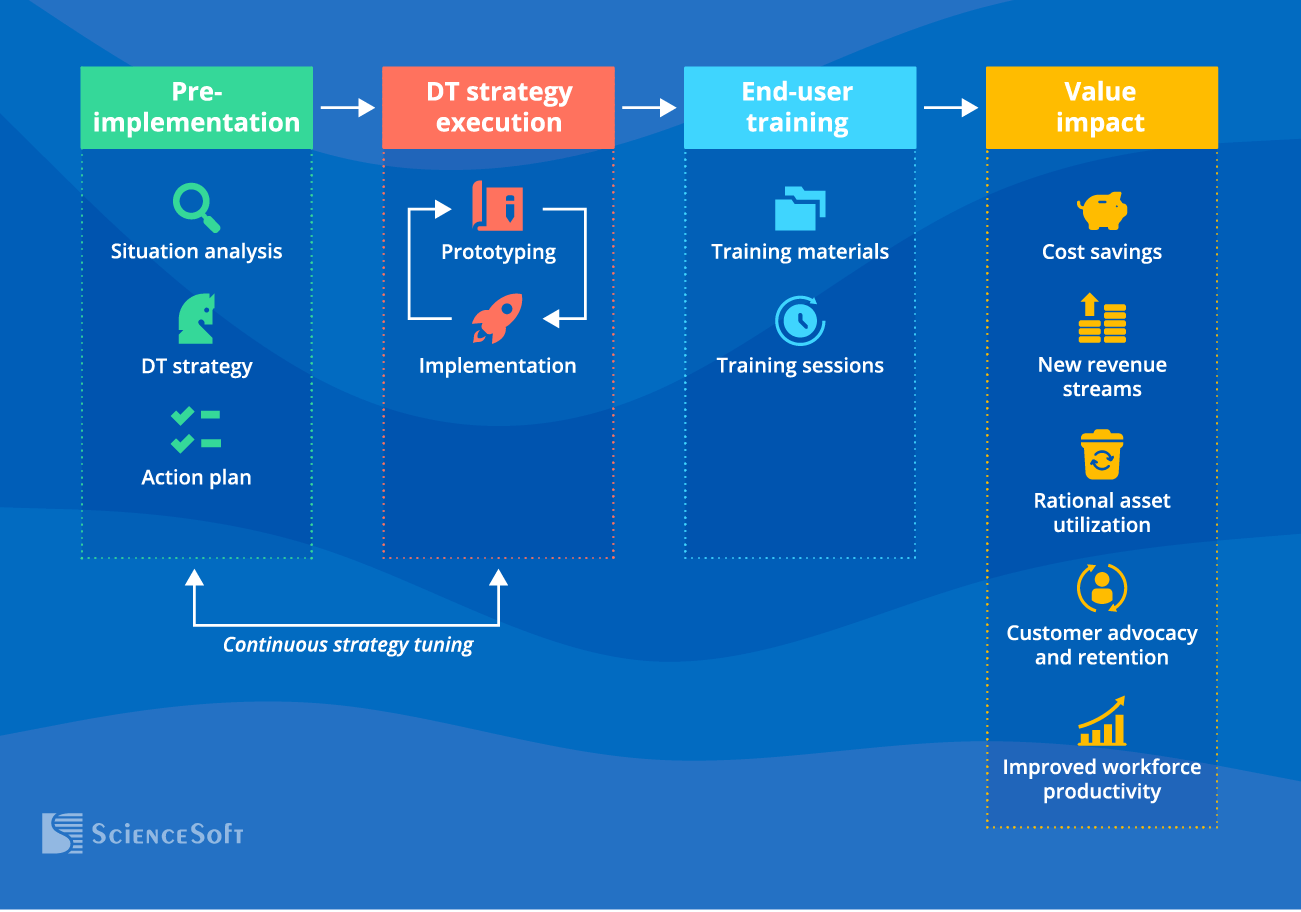 Pre-
implementation
DT strategy
execution
End-user
training
Value
impact
Situation analysis
DT strategy
Action plan
Prototyping
Implementation
Training materials
Training sessions
Cost savings
New revenue
streams
Rational asset
utilization
Customer advocacy
and retention
Improved workforce
productivity
Continuous strategy tuning
ScienceSoft